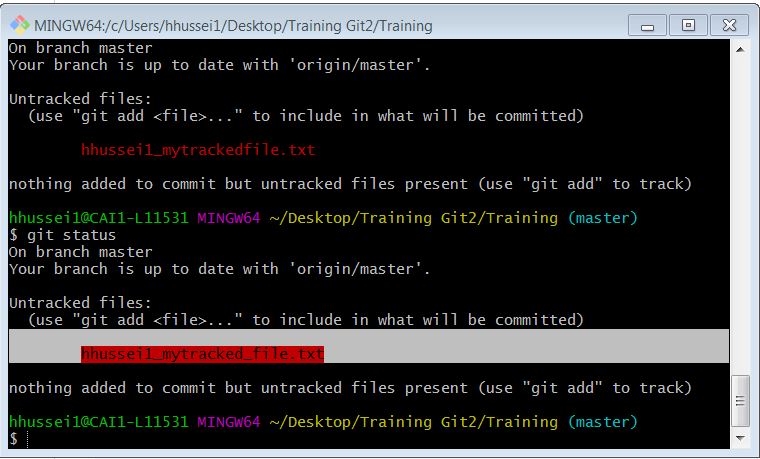 MINGW64:/c/Users/hhussei1/Desktop/Training Git2/Training
On branch master
Your branch is up to date with 'origin/master'.
Untracked files:
(use "git add <file>..." to include in what will be committed)
hhussei1_mytrackedfile.txt
nothing added to commit but untracked files present (use "git add" to track)
hhussei1@CAI1-L11531 MINGW64 ~/Desktop/Training Git2/Training (master)
$ git status
On branch master
Your branch is up to date with 'origin/master'.
Untracked files:
(use "git add <file>..." to include in what will be committed)
hhussei1_mytracked_file.txt
nothing added to commit but untracked files present (use "git add" to track)
hhussei1@CAI1-L11531 MINGW64 ~/Desktop/Training Git2/Training (master)
$